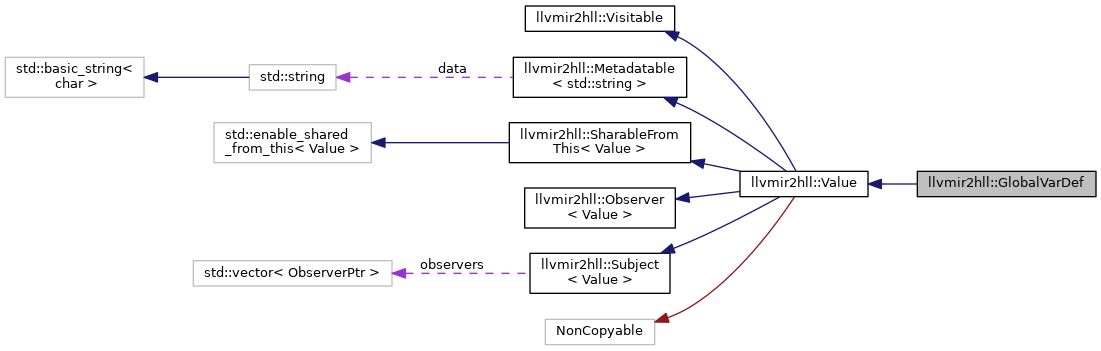 llvmir2hll::Visitable
std::basic_string<
char >
std::string
data
llvmir2hll::Metadatable
< std::string >
std::enable_shared
_from_this< Value >
llvmir2hll::SharableFrom
This< Value >
llvmir2hll::Value
llvmir2hll::GlobalVarDef
llvmir2hll::Observer
< Value >
std::vector< ObserverPtr >
observers
llvmir2hll::Subject
< Value >
NonCopyable